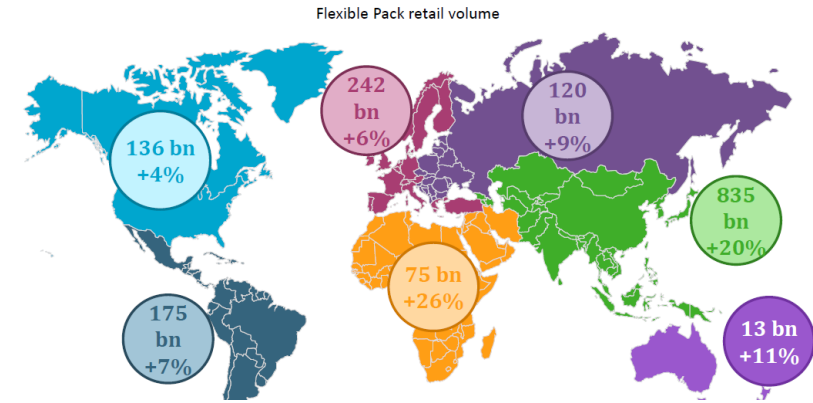 Flexible Pack retail volume
242
bn
+6%
120
bn
+9%
136 bn
+4%
835
bn
+20%
75 bn
+26%
175
bn
+7%
13 bn
+11%